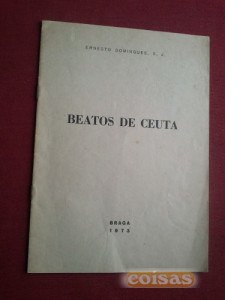 ERNESTO DOMINGUES, S. J.
BEATOS DE CEUTA
BRAGA
1973
coisas